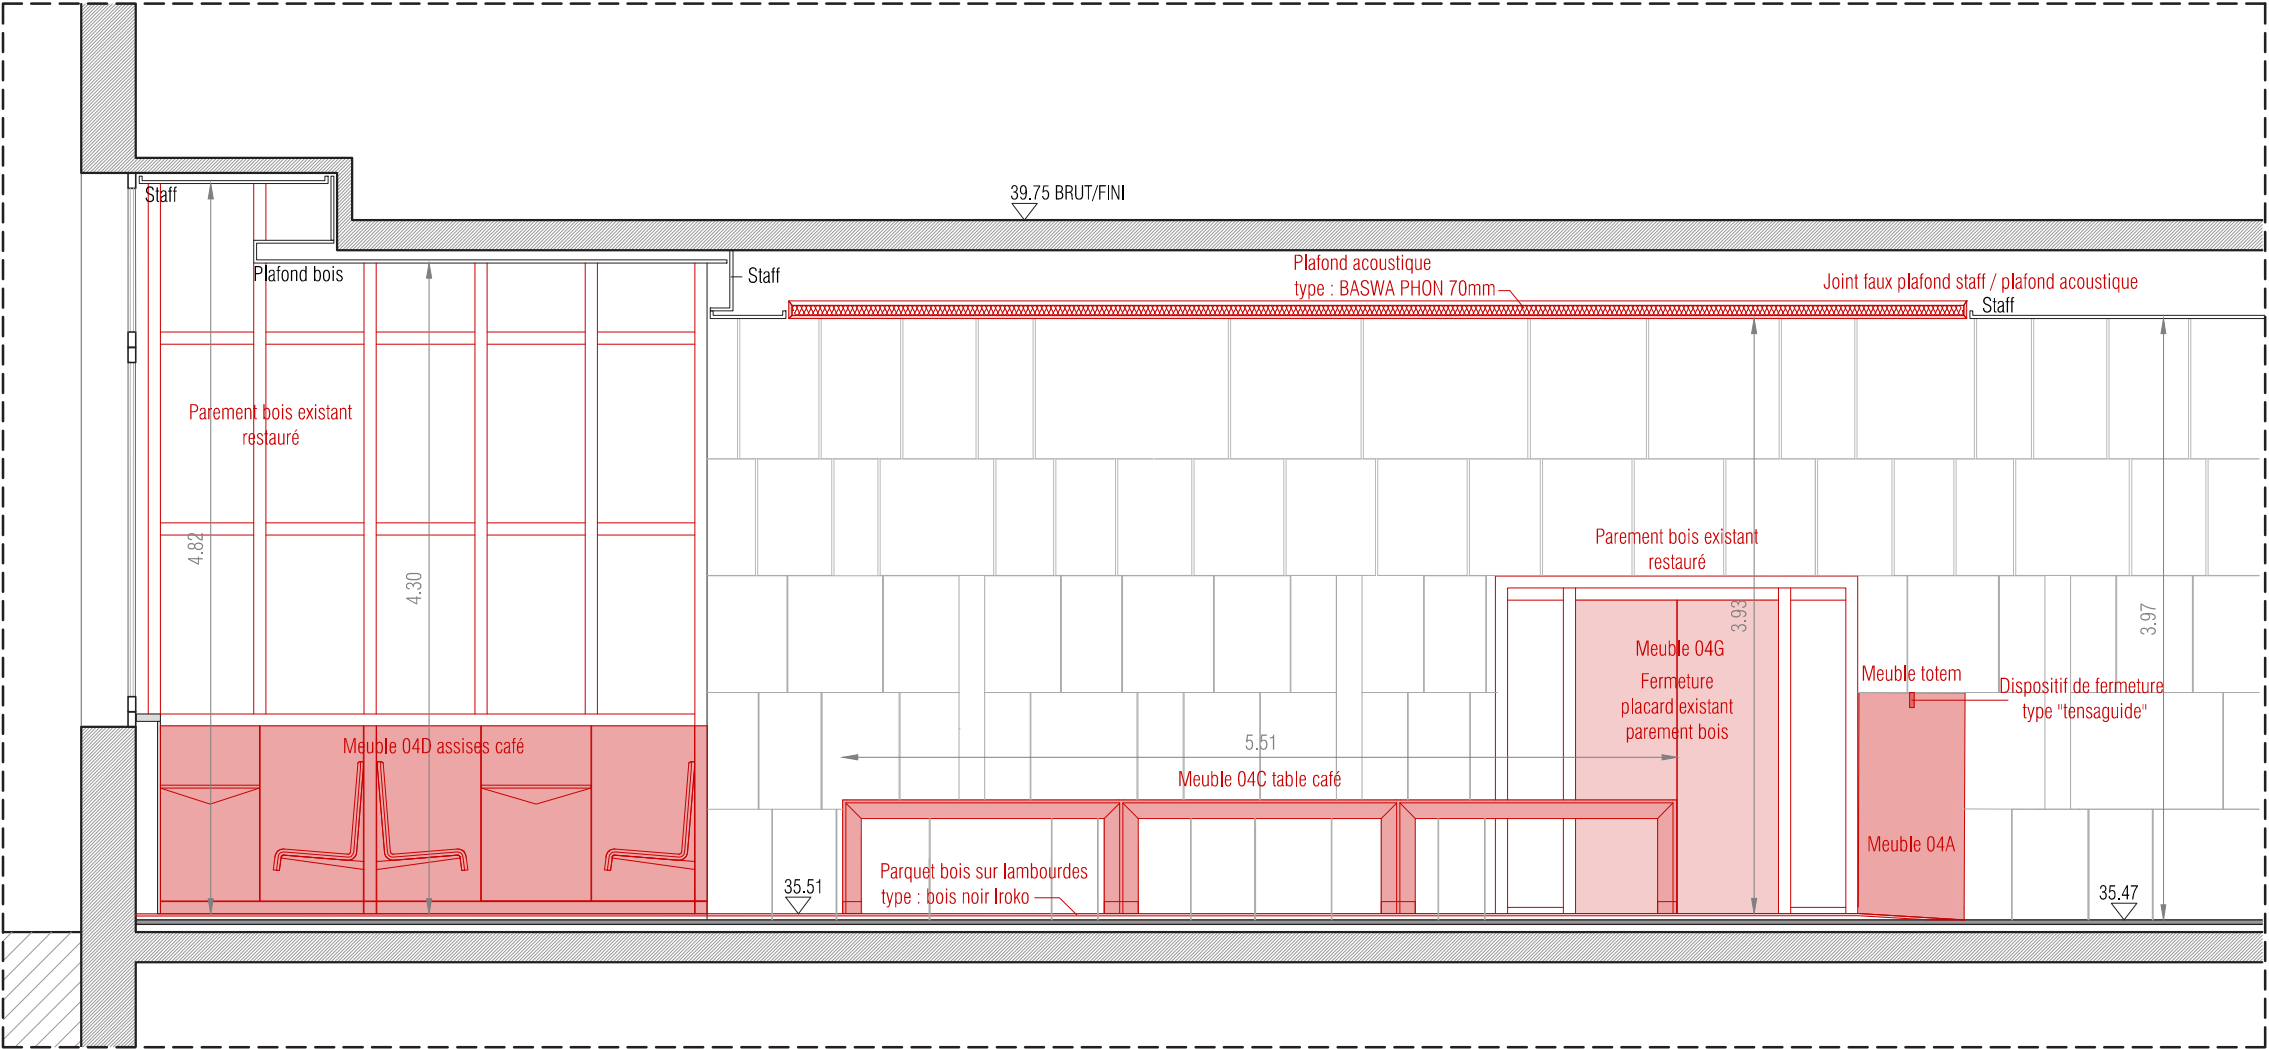 Staff
39.75 BRUT/FINI
Plafond bois
Staff
Plafond acoustique
type : BASWA PHON 70mm
Joint faux plafond staff / plafond acoustique
Staff
Parement bois existant
restauré
4.82
4.30
Parement bois existant
restauré
3.93
3.97
Meuble 04G
Fermeture
placard existant
parement bois
Meuble totem
Dispositif de fermeture
type "tensaguide"
Meuble 04D assises café
5.51
Meuble 04C table café
Meuble 04A
Parquet bois sur lambourdes
type : bois noir Iroko
35.51
35.47